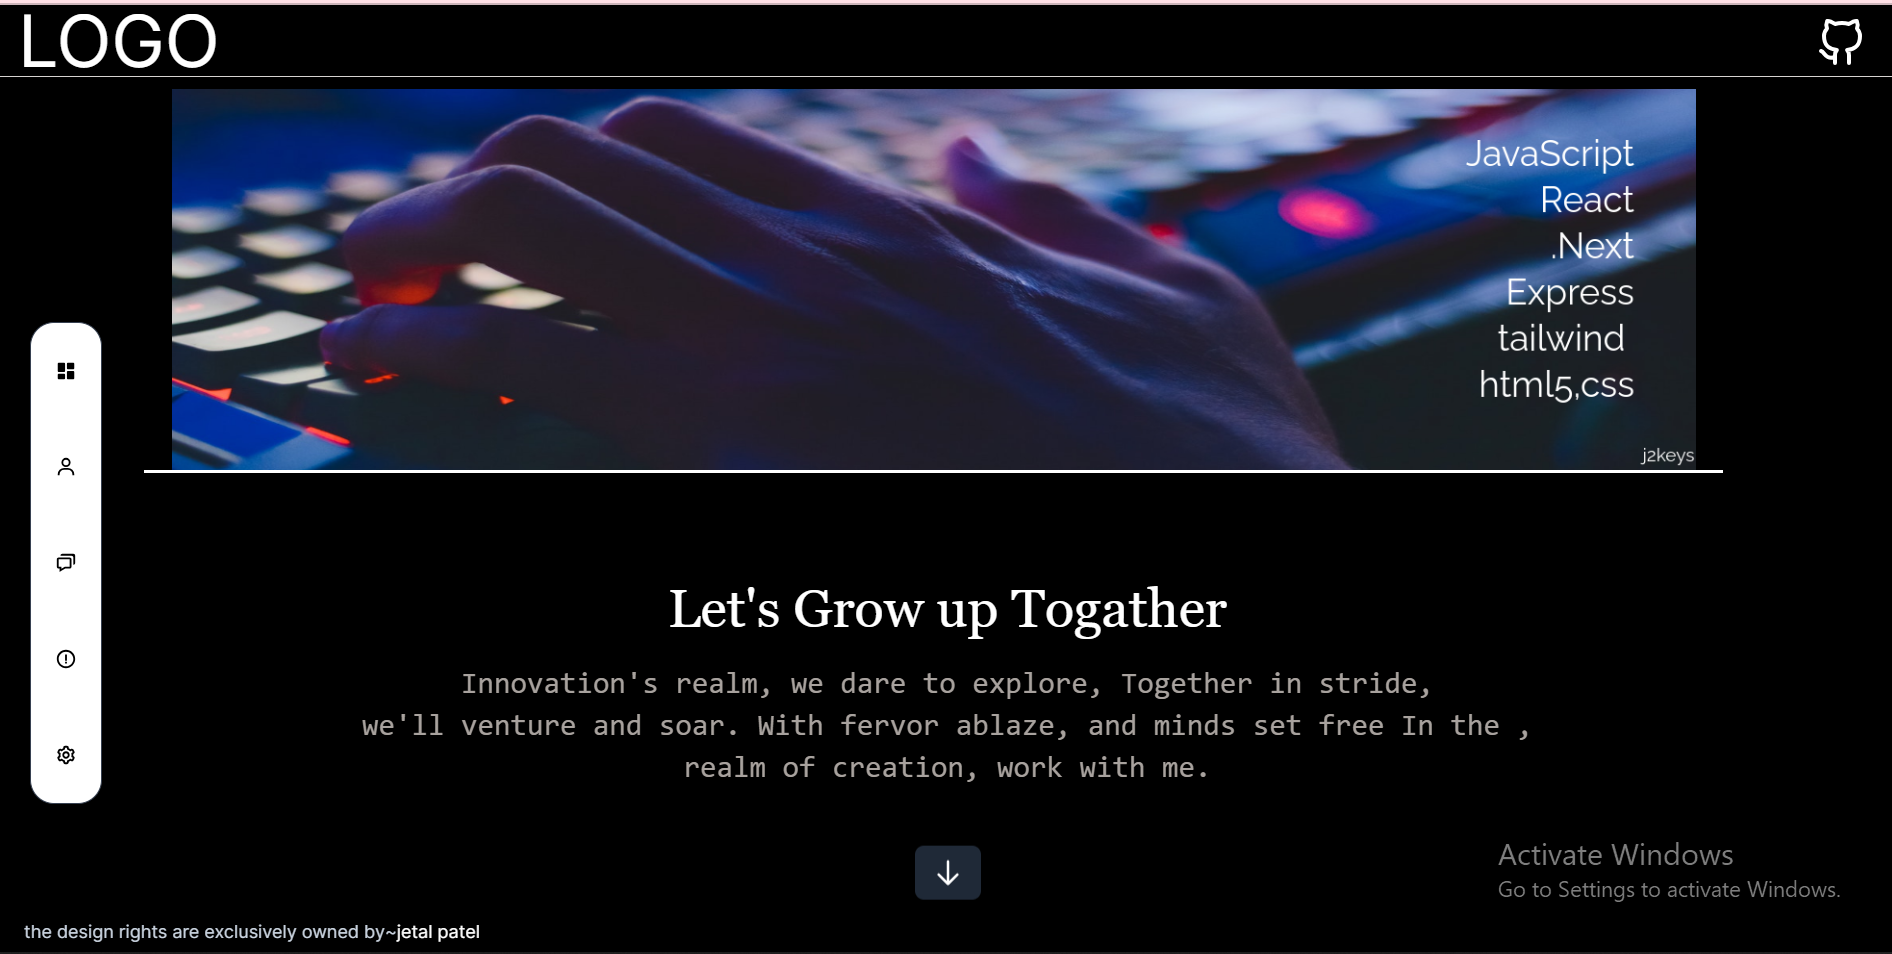 LOGO
JavaScript
React
.Next
Express
tailwind
html5,css
j2keys
Let's Grow up Togather
Innovation's realm, we dare to explore, Together in stride,
we'll venture and soar. With fervor ablaze, and minds set free In the ,
realm of creation, work with me.
Activate Windows
Go to Settings to activate Windows.
the design rights are exclusively owned by~jetal patel